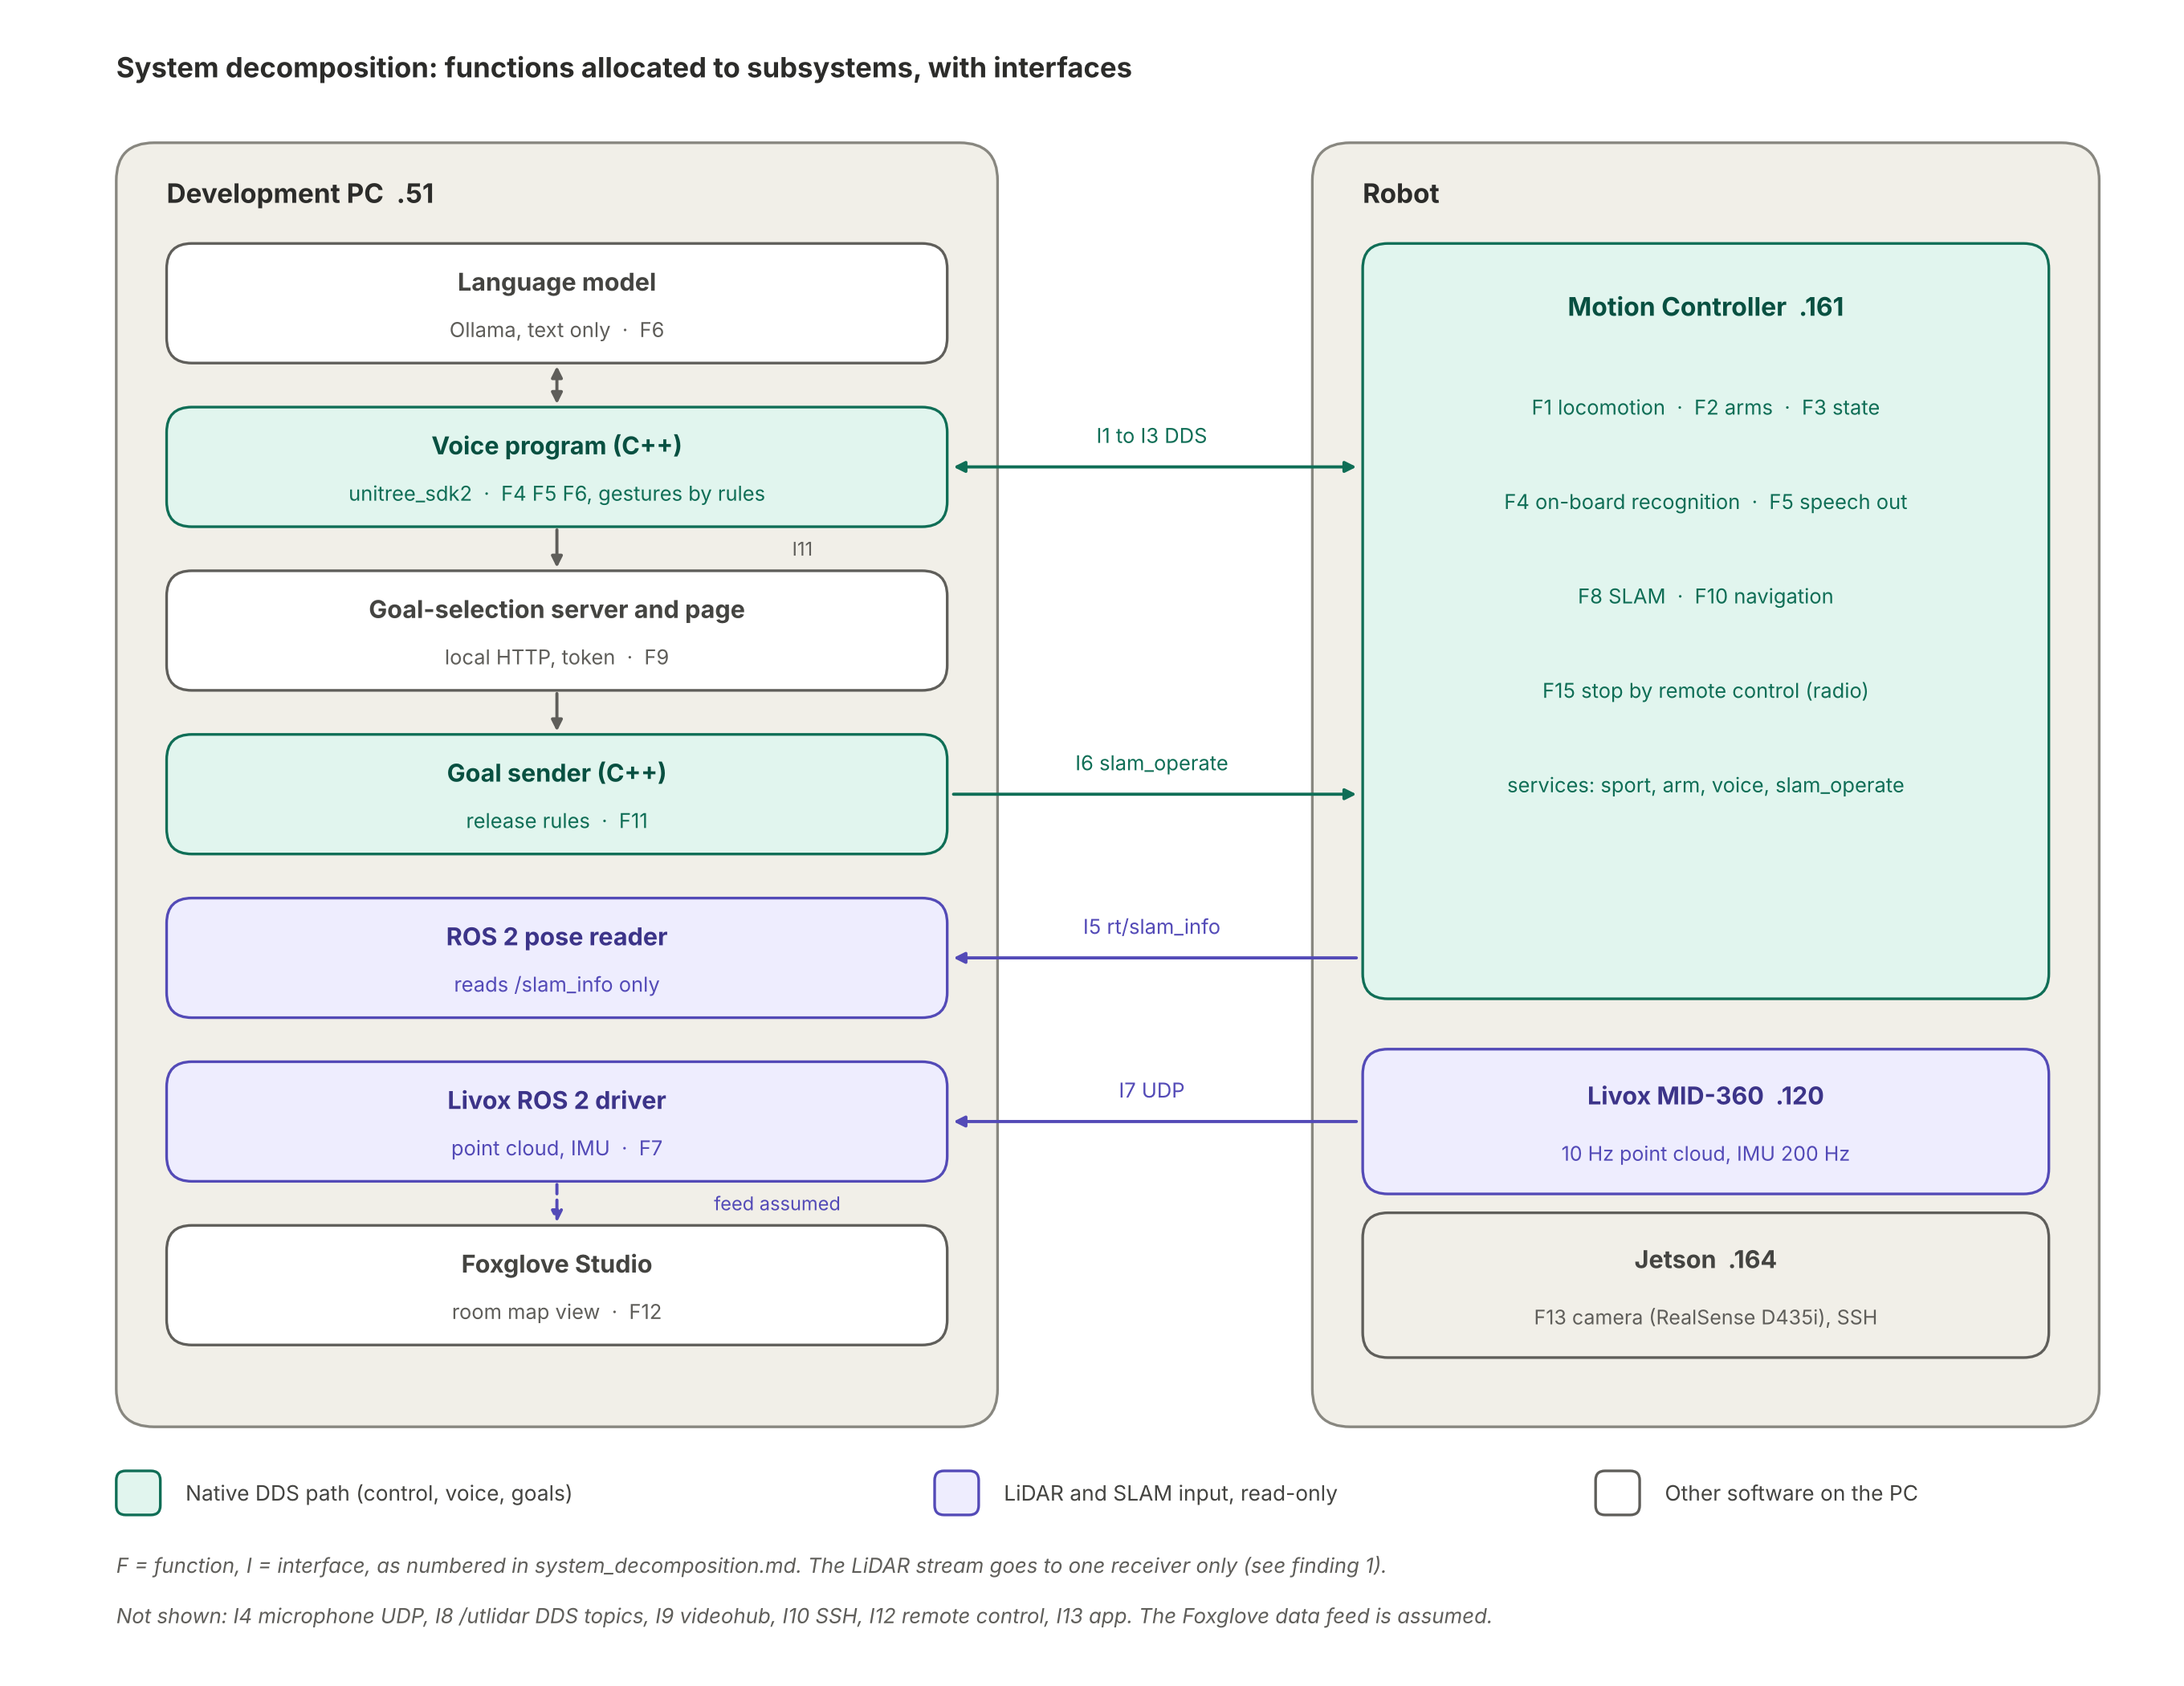 System decomposition: functions allocated to subsystems, with interfaces
Development PC .51
Language model
Ollama, text only · F6
Voice program (C++)
unitree_sdk2 · F4 F5 F6, gestures by rules
I11
Goal-selection server and page
local HTTP, token · F9
Goal sender (C++)
release rules · F11
ROS 2 pose reader
reads /slam_info only
Livox ROS 2 driver
point cloud, IMU · F7
feed assumed
Foxglove Studio
room map view · F12
I1 to I3 DDS
I6 slam_operate
I5 rt/slam_info
I7 UDP
Robot
Motion Controller .161
F1 locomotion · F2 arms · F3 state
F4 on-board recognition · F5 speech out
F8 SLAM · F10 navigation
F15 stop by remote control (radio)
services: sport, arm, voice, slam_operate
Livox MID-360 .120
10 Hz point cloud, IMU 200 Hz
Jetson .164
F13 camera (RealSense D435i), SSH
Native DDS path (control, voice, goals)
LiDAR and SLAM input, read-only
Other software on the PC
F = function, I = interface, as numbered in system_decomposition.md. The LiDAR stream goes to one receiver only (see finding 1).
Not shown: I4 microphone UDP, I8 /utlidar DDS topics, I9 videohub, I10 SSH, I12 remote control, I13 app. The Foxglove data feed is assumed.